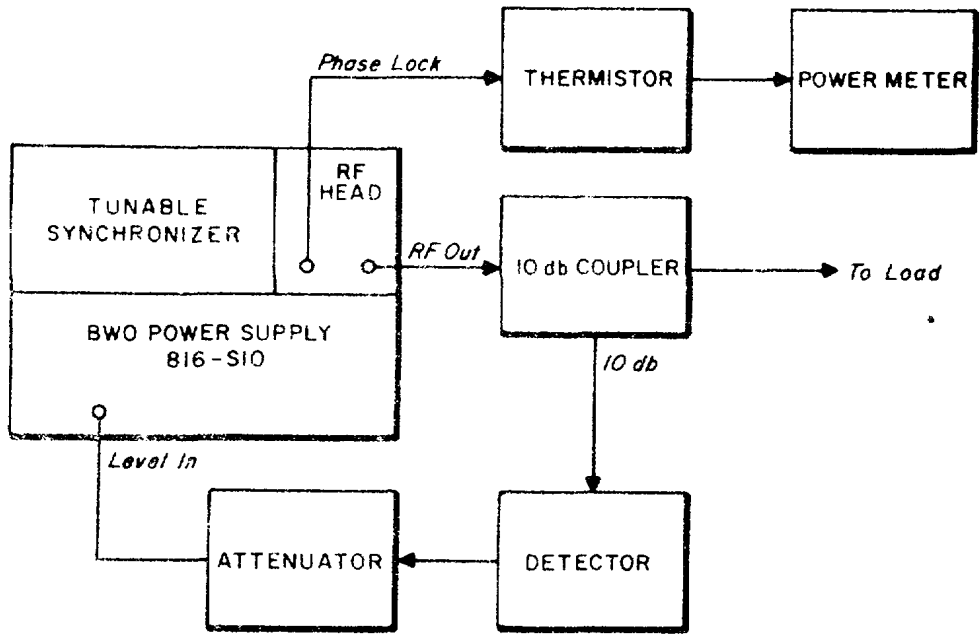 Phase Lock
THERMISTOR
POWER METER
RF
HEAD
TUNABLE
SYNCHRONIZER
RF Out
10 db COUPLER
To Load
BWO POWER SUPPLY
816-S10
10 db
Level In
ATTENUATOR
DETECTOR